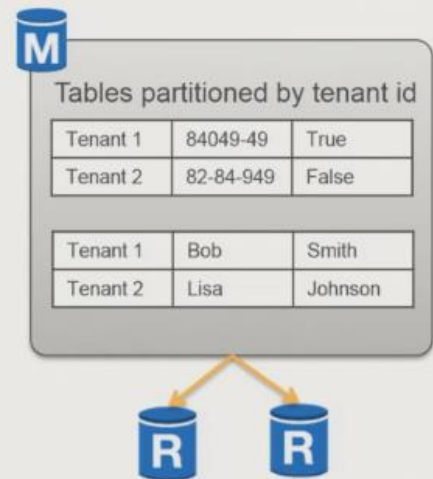 M
Tables partitioned by tenant id
Tenant 1 84049-49 True
Tenant 2 82-84-949 False
Tenant 1 Bob Smith
Tenant 2 Lisa Johnson
R R